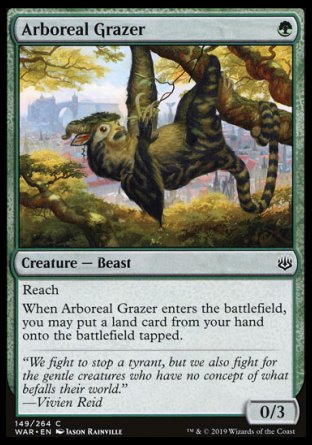 Arboreal Grazer
Creature — Beast
Reach
When Arboreal Grazer enters the battlefield,
you may put a land card from your hand
onto the battlefield tapped.
“We fight to stop a tyrant, but we also fight for
the gentle creatures who have no concept of what
befalls their world.”
—Vivien Reid
0/3
149/264 C
WAR • EN Jason Rainville
™ & © 2019 Wizards of the Coast